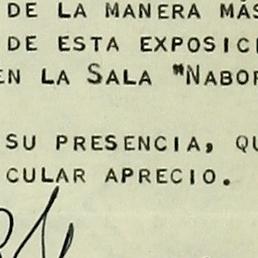 DE LA MANERA MÁS
DE ESTA EXPOSICI
EN LA SALA "NABOR
SU PRESENCIA, QU
CULAR APRECIO.